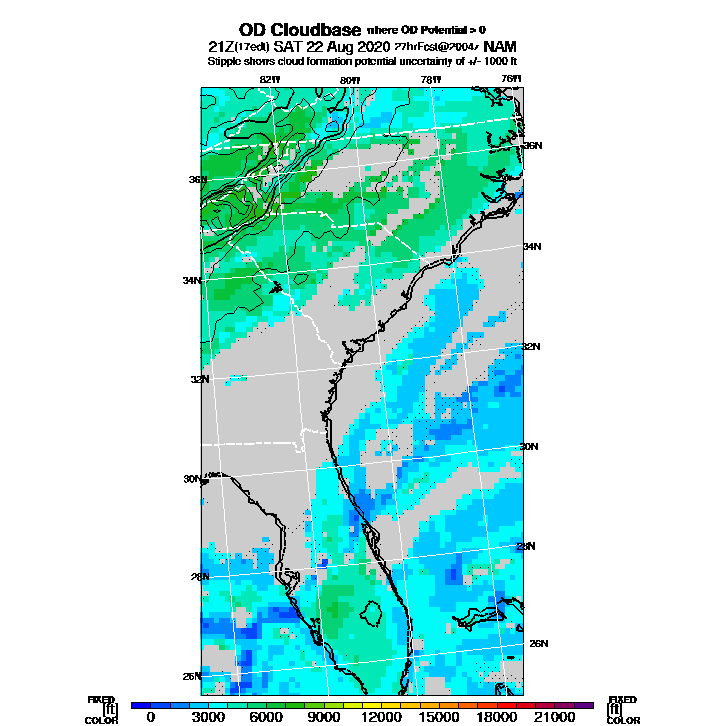 OD Cloudbase where OD Potential > 0
21Z(17edt) SAT 22 Aug 2020 27hrFcst@2004z NAM
Stipple shows cloud formation potential uncertainty of +/- 1000 ft
82W 80W 78W 76W
36N
36N
34N
34N
32N
32N
30N
30N
28N
28N
26N
26N
FIXED FIXED
[ft] [ft]
COLOR COLOR
0 3000 6000 9000 12000 15000 18000 21000